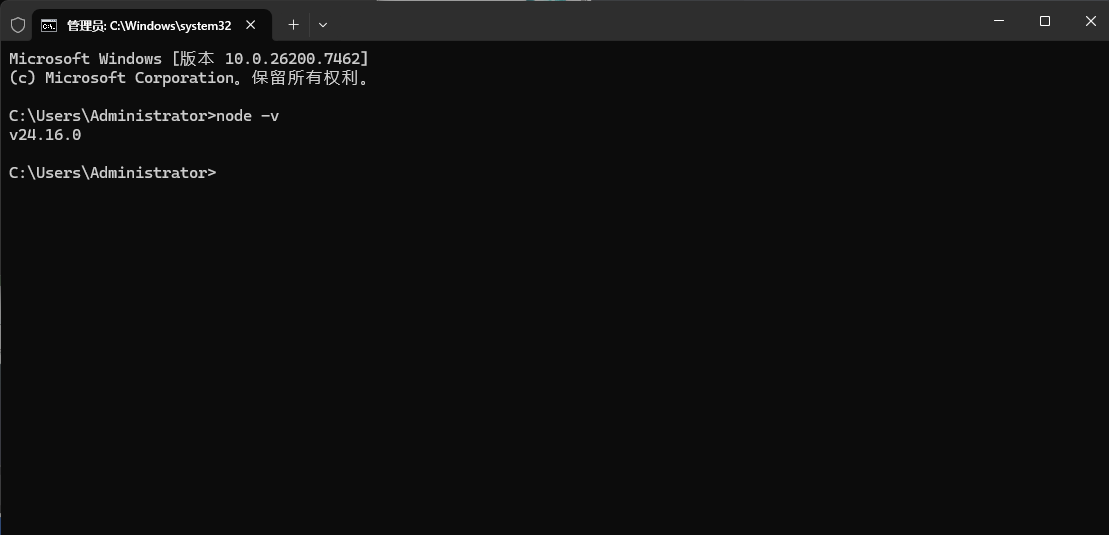 管理员: C:\Windows\system32
Microsoft Windows [版本 10.0.26200.7462]
(c) Microsoft Corporation。保留所有权利。
C:\Users\Administrator>node -v
v24.16.0
C:\Users\Administrator>